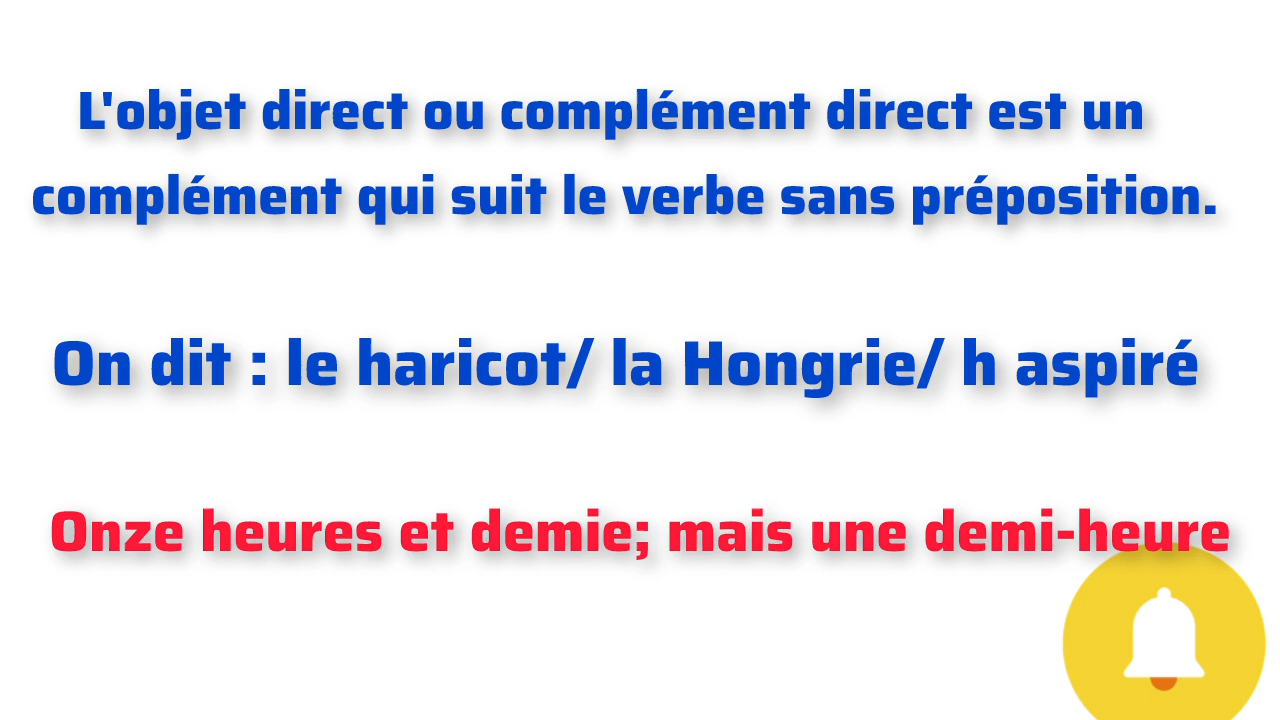 L'objet direct ou complément direct est un
complément qui suit le verbe sans préposition.
On dit : le haricot/ la Hongrie/ h aspiré
Onze heures et demie; mais une demi-heure